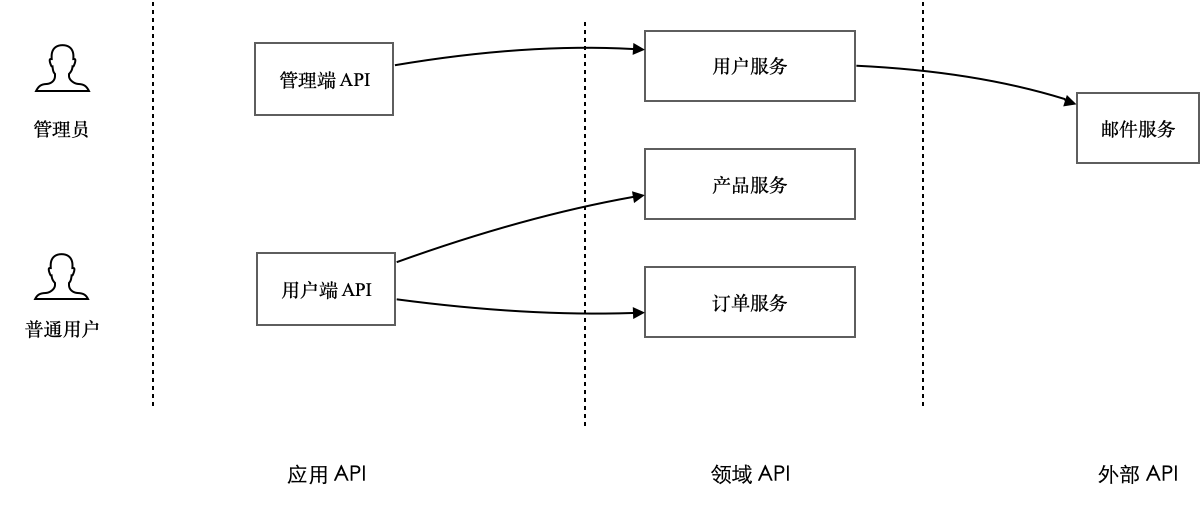 管理员
管理端 API
用户服务
邮件服务
产品服务
普通用户
用户端 API
订单服务
应用 API
领域 API
外部 API